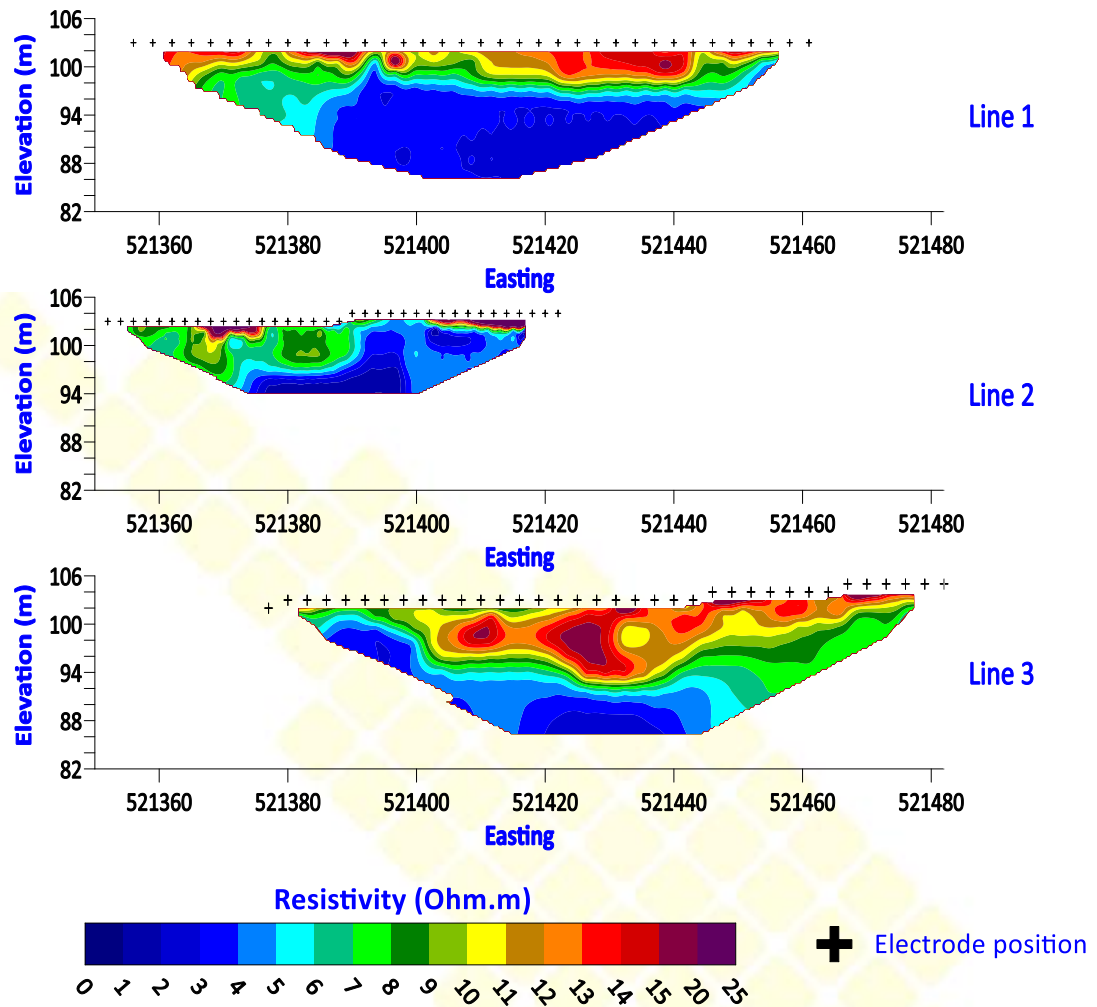 106
100
94
88
82
Elevation (m)
Line 1
521360 521380 521400 521420 521440 521460 521480
Easting
106
100
94
88
82
Elevation (m)
Line 2
521360 521380 521400 521420 521440 521460 521480
Easting
106
100
94
88
82
Elevation (m)
Line 3
521360 521380 521400 521420 521440 521460 521480
Easting
Resistivity (Ohm.m)
0 1 2 3 4 5 6 7 8 9 10 11 12 13 14 15 20 25
Electrode position